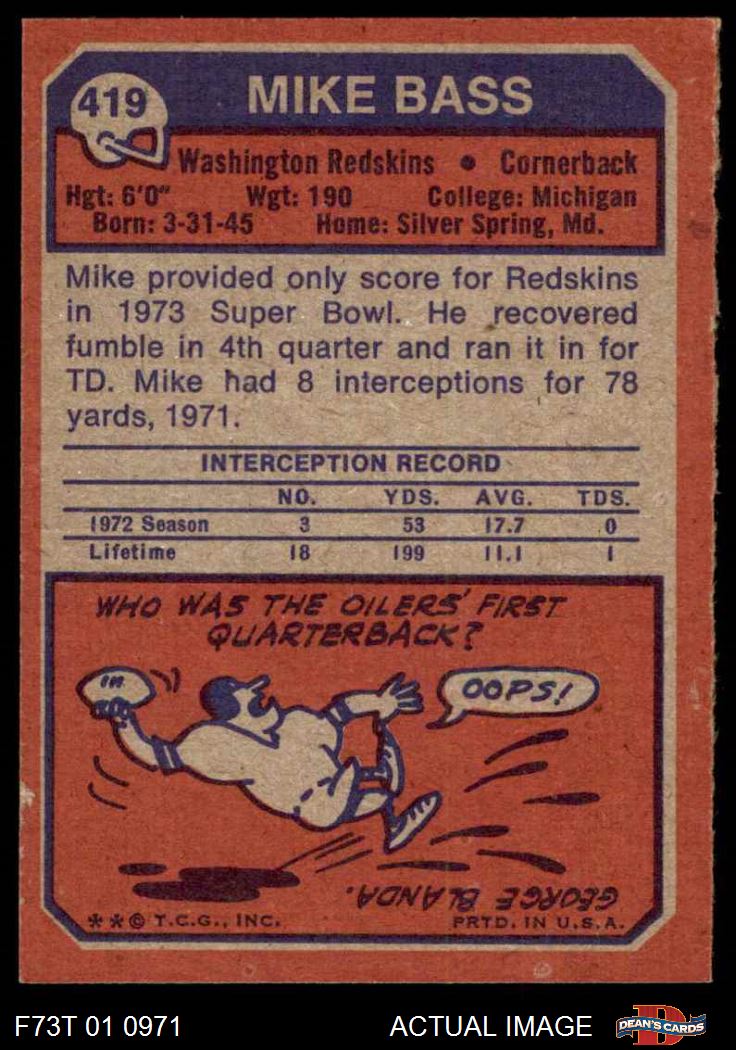 419
MIKE BASS
Washington Redskins • Cornerback
Hgt: 6'0" Wgt: 190 College: Michigan
Born: 3-31-45 Home: Silver Spring, Md.
Mike provided only score for Redskins
in 1973 Super Bowl. He recovered
fumble in 4th quarter and ran it in for
TD. Mike had 8 interceptions for 78
yards, 1971.
INTERCEPTION RECORD
NO. YDS. AVG. TDS.
1972 Season 3 53 17.7 0
Lifetime 18 199 11.1 1
WHO WAS THE OILERS' FIRST
QUARTERBACK?
OOPS!
GEORGE BLANDA.
**© T.C.G., INC. PRTD. IN U.S.A.
F73T 01 0971 ACTUAL IMAGE
D
DEAN'S CARDS